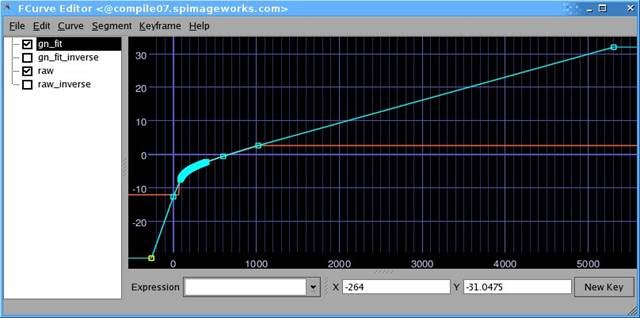 FCurve Editor <@compile07.spimageworks.com>
File Edit Curve Segment Keyframe Help
gn_fit
gn_fit_inverse
raw
raw_inverse
30
20
10
0
-10
-20
0 1000 2000 3000 4000 5000
Expression X -264 Y -31.0475 New Key